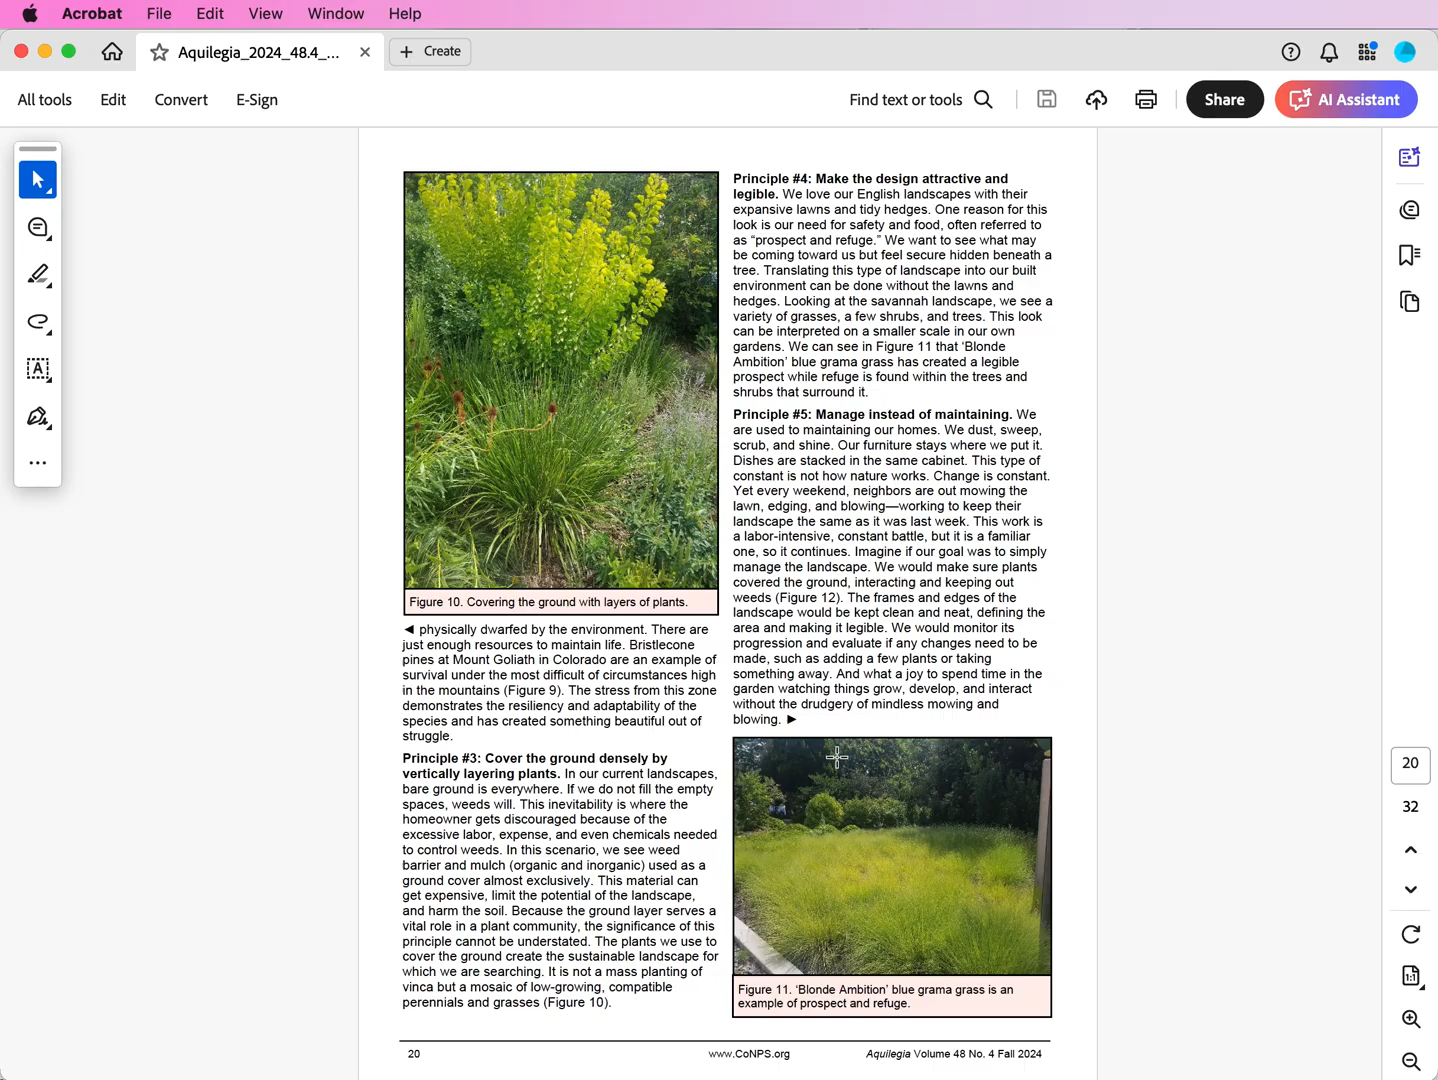 Acrobat File Edit View Window Help
Aquilegia_2024_48.4_... Create
All tools Edit Convert E-Sign Find text or tools Share AI Assistant
Figure 10. Covering the ground with layers of plants.
◄ physically dwarfed by the environment. There are
just enough resources to maintain life. Bristlecone
pines at Mount Goliath in Colorado are an example of
survival under the most difficult of circumstances high
in the mountains (Figure 9). The stress from this zone
demonstrates the resiliency and adaptability of the
species and has created something beautiful out of
struggle.
Principle #3: Cover the ground densely by
vertically layering plants. In our current landscapes,
bare ground is everywhere. If we do not fill the empty
spaces, weeds will. This inevitability is where the
homeowner gets discouraged because of the
excessive labor, expense, and even chemicals needed
to control weeds. In this scenario, we see weed
barrier and mulch (organic and inorganic) used as a
ground cover almost exclusively. This material can
get expensive, limit the potential of the landscape,
and harm the soil. Because the ground layer serves a
vital role in a plant community, the significance of this
principle cannot be understated. The plants we use to
cover the ground create the sustainable landscape for
which we are searching. It is not a mass planting of
vinca but a mosaic of low-growing, compatible
perennials and grasses (Figure 10).
Principle #4: Make the design attractive and
legible. We love our English landscapes with their
expansive lawns and tidy hedges. One reason for this
look is our need for safety and food, often referred to
as “prospect and refuge.” We want to see what may
be coming toward us but feel secure hidden beneath a
tree. Translating this type of landscape into our built
environment can be done without the lawns and
hedges. Looking at the savannah landscape, we see a
variety of grasses, a few shrubs, and trees. This look
can be interpreted on a smaller scale in our own
gardens. We can see in Figure 11 that ‘Blonde
Ambition’ blue grama grass has created a legible
prospect while refuge is found within the trees and
shrubs that surround it.
Principle #5: Manage instead of maintaining. We
are used to maintaining our homes. We dust, sweep,
scrub, and shine. Our furniture stays where we put it.
Dishes are stacked in the same cabinet. This type of
constant is not how nature works. Change is constant.
Yet every weekend, neighbors are out mowing the
lawn, edging, and blowing—working to keep their
landscape the same as it was last week. This work is
a labor-intensive, constant battle, but it is a familiar
one, so it continues. Imagine if our goal was to simply
manage the landscape. We would make sure plants
covered the ground, interacting and keeping out
weeds (Figure 12). The frames and edges of the
landscape would be kept clean and neat, defining the
area and making it legible. We would monitor its
progression and evaluate if any changes need to be
made, such as adding a few plants or taking
something away. And what a joy to spend time in the
garden watching things grow, develop, and interact
without the drudgery of mindless mowing and
blowing. ►
Figure 11. ‘Blonde Ambition’ blue grama grass is an
example of prospect and refuge.
20 www.CoNPS.org Aquilegia Volume 48 No. 4 Fall 2024
20
32
1:1